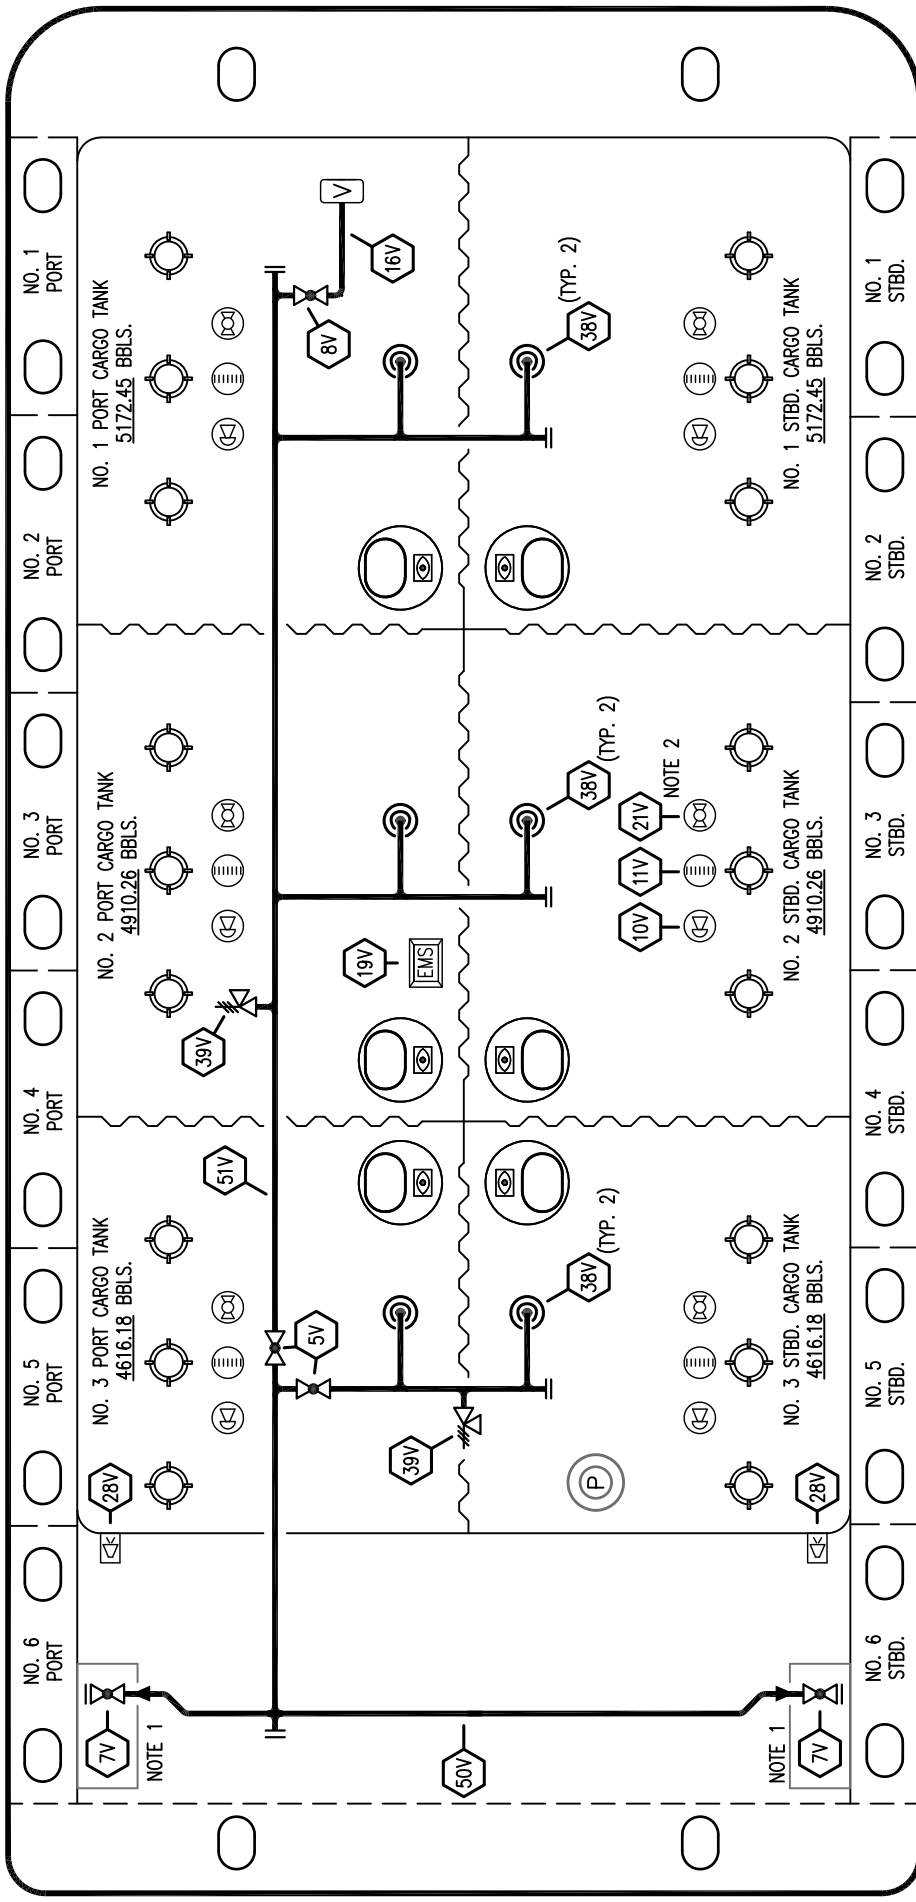 NO. 1
PORT
NO. 2
PORT
NO. 3
PORT
NO. 4
PORT
NO. 5
PORT
NO. 6
PORT
NO. 1 PORT CARGO TANK
5172.45 BBLS.
NO. 2 PORT CARGO TANK
4910.26 BBLS.
NO. 3 PORT CARGO TANK
4616.18 BBLS.
28V
7V
NOTE 1
V
16V
8V
39V
51V
5V
19V
EMS
39V
50V
38V
(TYP. 2)
38V
(TYP. 2)
38V
(TYP. 2)
P
21V
11V
10V
NOTE 2
NO. 1 STBD. CARGO TANK
5172.45 BBLS.
NO. 2 STBD. CARGO TANK
4910.26 BBLS.
NO. 3 STBD. CARGO TANK
4616.18 BBLS.
28V
NOTE 1
7V
NO. 1
STBD.
NO. 2
STBD.
NO. 3
STBD.
NO. 4
STBD.
NO. 5
STBD.
NO. 6
STBD.